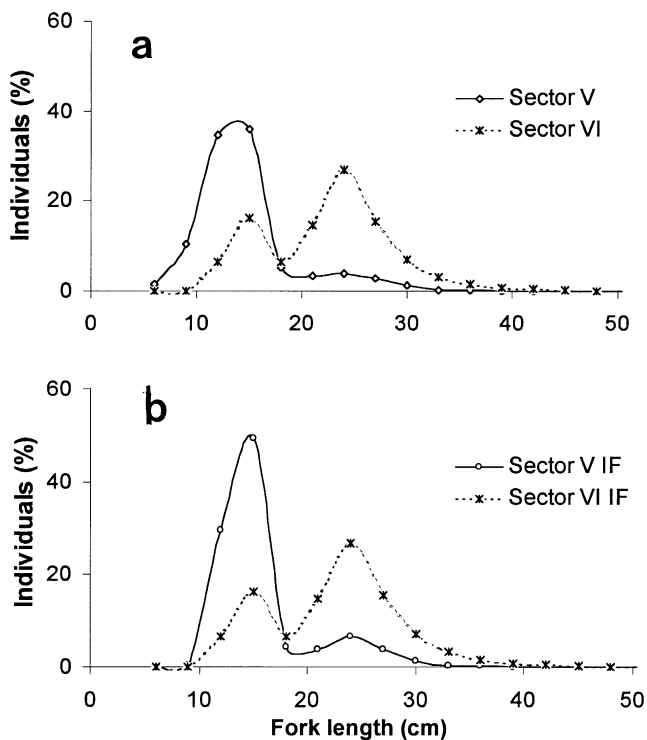 a
60
40
20
0
Individuals (%)
Sector V
Sector VI
0 10 20 30 40 50
b
60
40
20
0
Individuals (%)
Sector V IF
Sector VI IF
0 10 20 30 40 50
Fork length (cm)